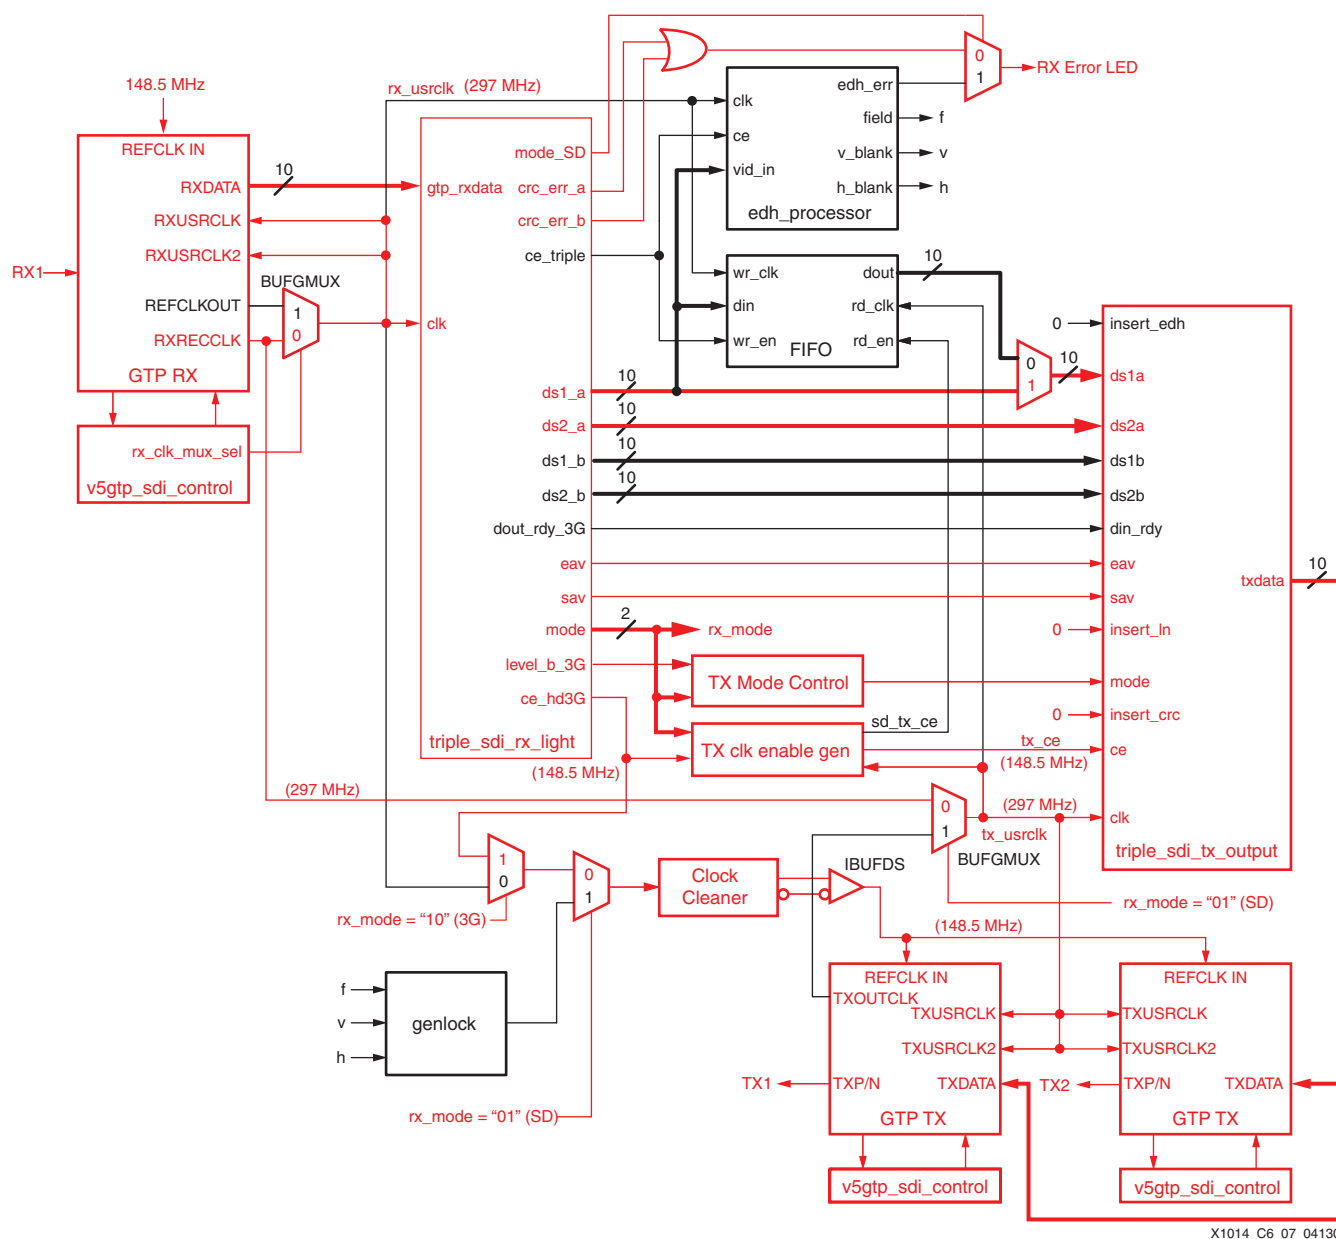 148.5 MHz
REFCLK IN
RXDATA
RXUSRCLK
RXUSRCLK2
REFCLKOUT
RXRECCLK
GTP RX
RX1
10
BUFGMUX
1
0
rx_clk_mux_sel
v5gtp_sdi_control
rx_usrclk (297 MHz)
gtp_rxdata
clk
mode_SD
crc_err_a
crc_err_b
ce_triple
ds1_a
ds2_a
ds1_b
ds2_b
dout_rdy_3G
eav
sav
mode
level_b_3G
ce_hd3G
triple_sdi_rx_light
(148.5 MHz)
10
10
10
10
2
rx_mode
clk
ce
vid_in
edh_err
field
v_blank
h_blank
edh_processor
f
v
h
0
1
RX Error LED
wr_clk
din
wr_en
dout
rd_clk
rd_en
FIFO
10
0
1
10
TX Mode Control
TX clk enable gen
sd_tx_ce
tx_ce
(148.5 MHz)
0
insert_edh
ds1a
ds2a
ds1b
ds2b
din_rdy
eav
sav
0
insert_ln
mode
0
insert_crc
ce
clk
txdata
10
triple_sdi_tx_output
(297 MHz)
0
1
(297 MHz)
tx_usrclk
BUFGMUX
rx_mode = “01” (SD)
1
0
rx_mode = “10” (3G)
0
1
Clock
Cleaner
IBUFDS
(148.5 MHz)
f
v
h
genlock
rx_mode = “01” (SD)
REFCLK IN
TXOUTCLK
TXUSRCLK
TXUSRCLK2
TX1
TXP/N
TXDATA
GTP TX
v5gtp_sdi_control
REFCLK IN
TXUSRCLK
TXUSRCLK2
TX2
TXP/N
TXDATA
GTP TX
v5gtp_sdi_control
X1014_C6_07_04130